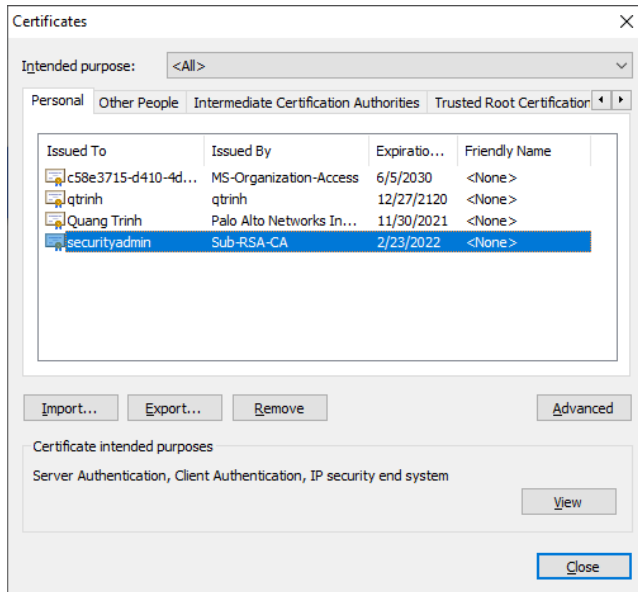 Certificates
Intended purpose: <All>
Personal Other People Intermediate Certification Authorities Trusted Root Certification
Issued To Issued By Expiratio... Friendly Name
c58e3715-d410-4d... MS-Organization-Access 6/5/2030 <None>
qtrinh qtrinh 12/27/2120 <None>
Quang Trinh Palo Alto Networks In... 11/30/2021 <None>
securityadmin Sub-RSA-CA 2/23/2022 <None>
Import... Export... Remove Advanced
Certificate intended purposes
Server Authentication, Client Authentication, IP security end system
View
Close